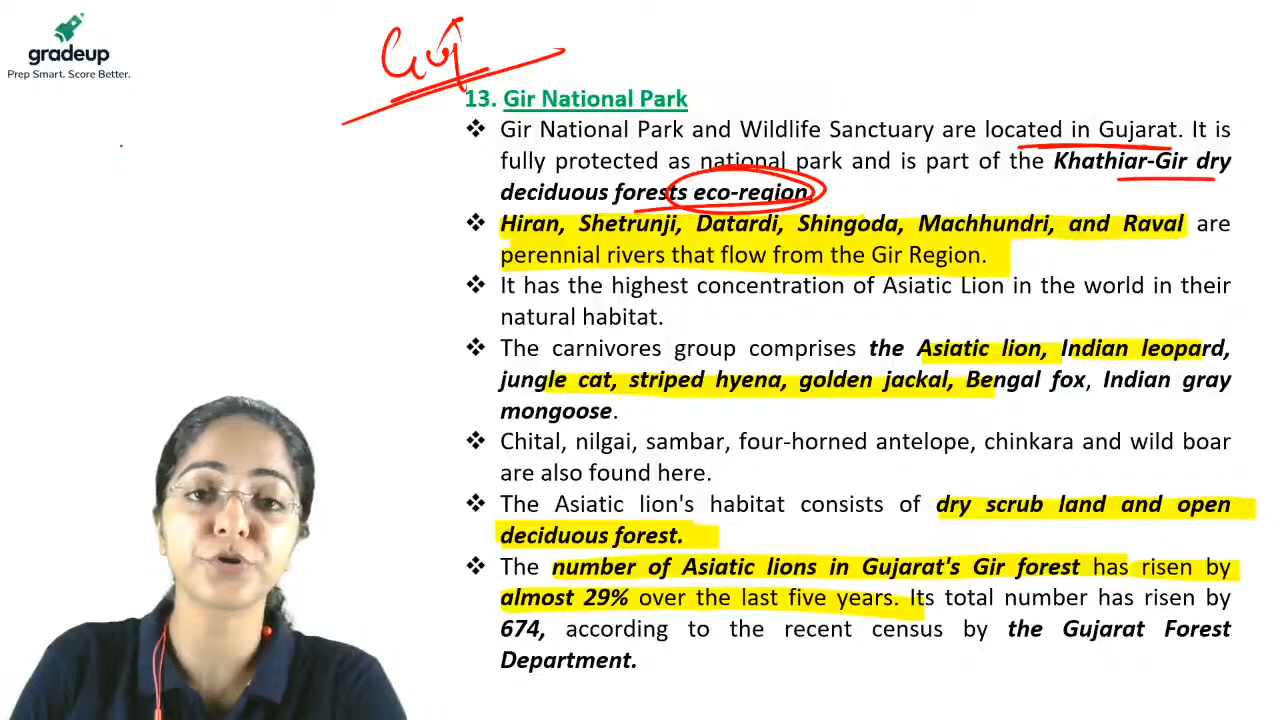 gradeup
Prep Smart. Score Better.
Guj
13. Gir National Park
❖ Gir National Park and Wildlife Sanctuary are located in Gujarat. It is
fully protected as national park and is part of the Khathiar-Gir dry
deciduous forests eco-region.
❖ Hiran, Shetrunji, Datardi, Shingoda, Machhundri, and Raval are
perennial rivers that flow from the Gir Region.
❖ It has the highest concentration of Asiatic Lion in the world in their
natural habitat.
❖ The carnivores group comprises the Asiatic lion, Indian leopard,
jungle cat, striped hyena, golden jackal, Bengal fox, Indian gray
mongoose.
❖ Chital, nilgai, sambar, four-horned antelope, chinkara and wild boar
are also found here.
❖ The Asiatic lion's habitat consists of dry scrub land and open
deciduous forest.
❖ The number of Asiatic lions in Gujarat's Gir forest has risen by
almost 29% over the last five years. Its total number has risen by
674, according to the recent census by the Gujarat Forest
Department.